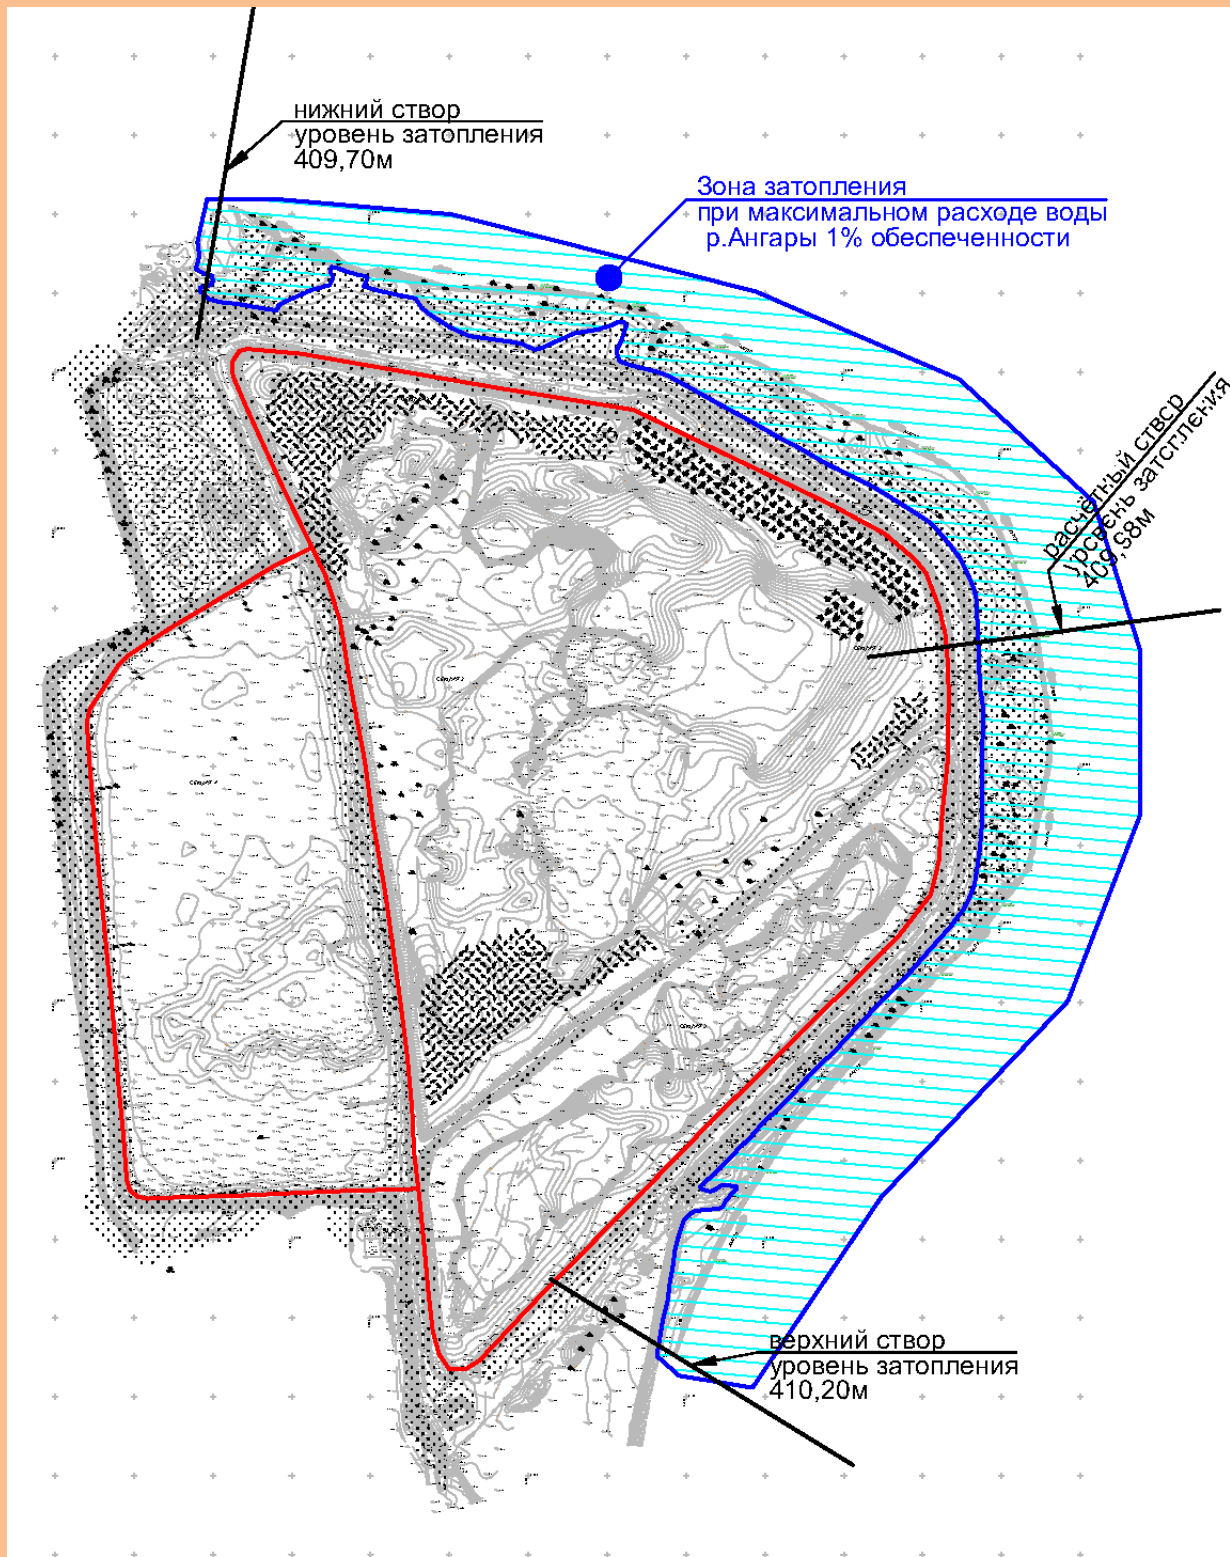 нижний створ
уровень затопления
409,70м
Зона затопления
при максимальном расходе воды
р.Ангары 1% обеспеченности
расчетный створ
уровень затопления
409,98м
верхний створ
уровень затопления
410,20м